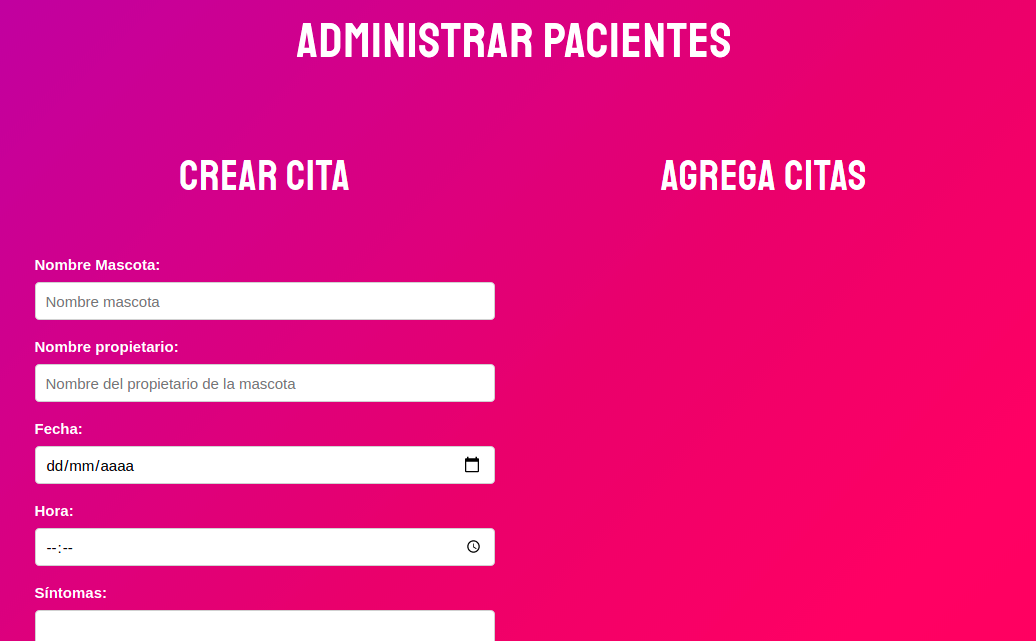 ADMINISTRAR PACIENTES
CREAR CITA
AGREGA CITAS
Nombre Mascota:
Nombre mascota
Nombre propietario:
Nombre del propietario de la mascota
Fecha:
dd/mm/aaaa
Hora:
--:--
Síntomas: